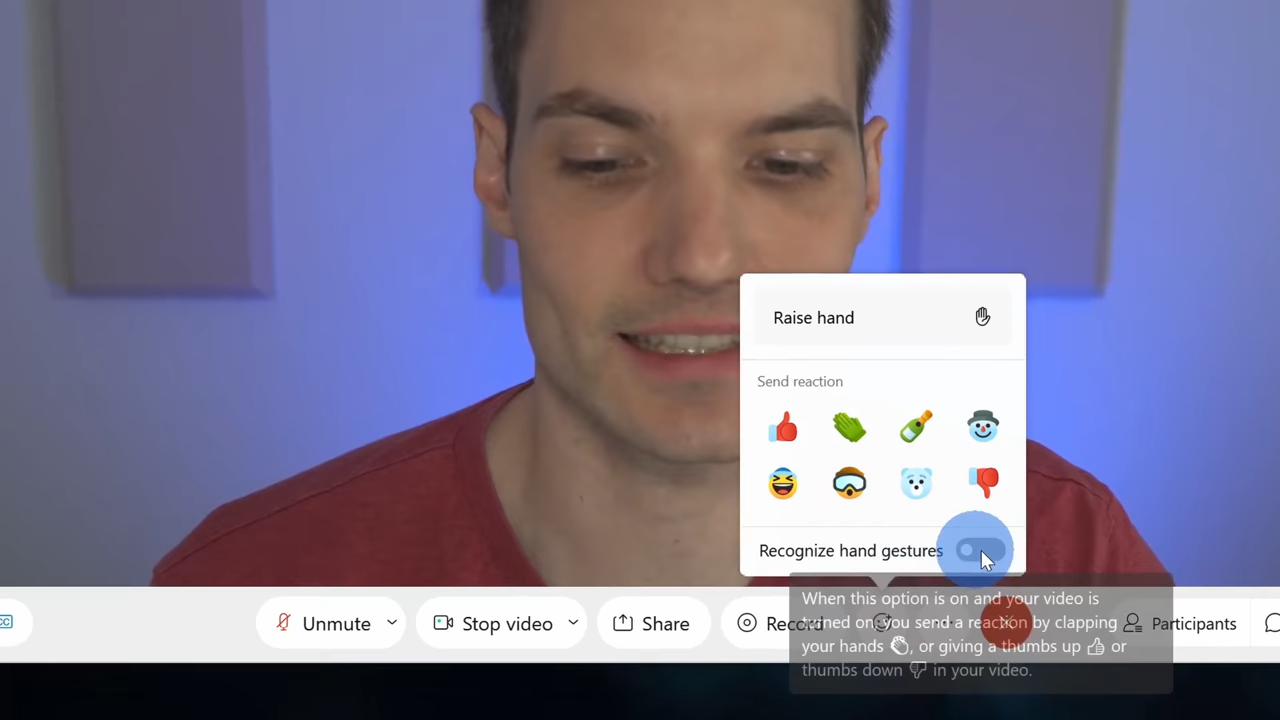 Raise hand
Send reaction
Recognize hand gestures
When this option is on and your video is
turned on, you send a reaction by clapping
your hands, or giving a thumbs up or
thumbs down in your video.
CC
Unmute
Stop video
Share
Record
Participants